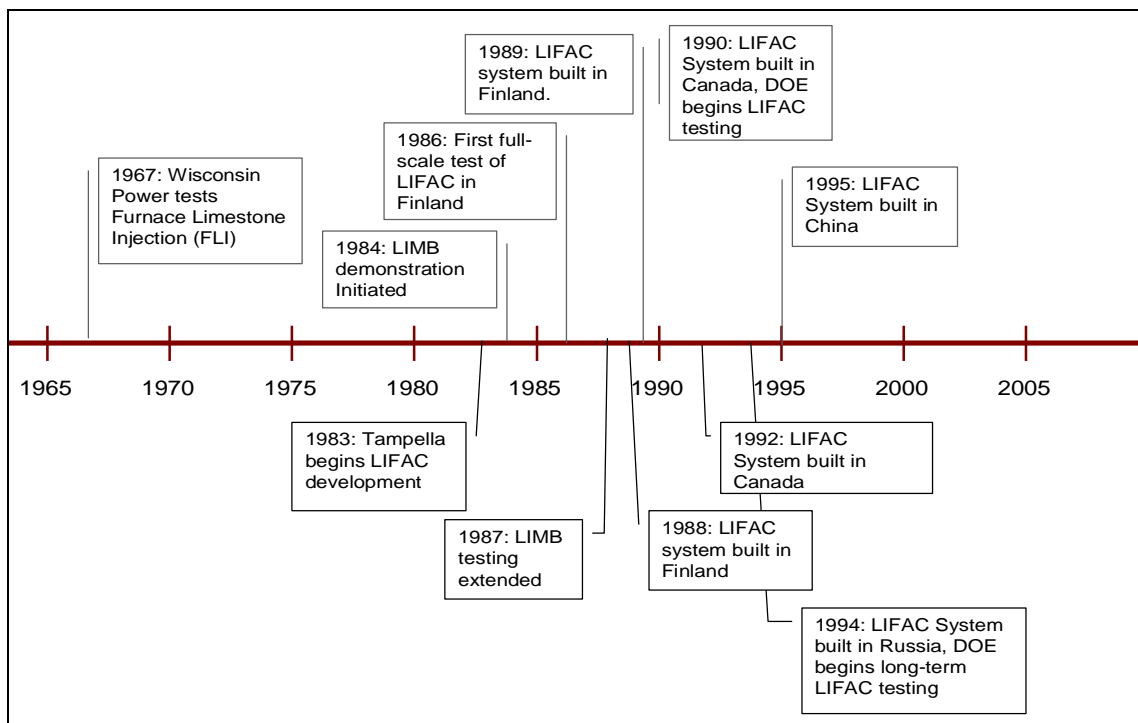 1989: LIFAC
system built in
Finland.
1990: LIFAC
System built in
Canada, DOE
begins LIFAC
testing
1986: First full-
scale test of
LIFAC in
Finland
1967: Wisconsin
Power tests
Furnace Limestone
Injection (FLI)
1995: LIFAC
System built in
China
1984: LIMB
demonstration
Initiated
1965
1970
1975
1980
1985
1990
1995
2000
2005
1983: Tampella
begins LIFAC
development
1992: LIFAC
System built in
Canada
1987: LIMB
testing
extended
1988: LIFAC
system built in
Finland
1994: LIFAC System
built in Russia, DOE
begins long-term
LIFAC testing